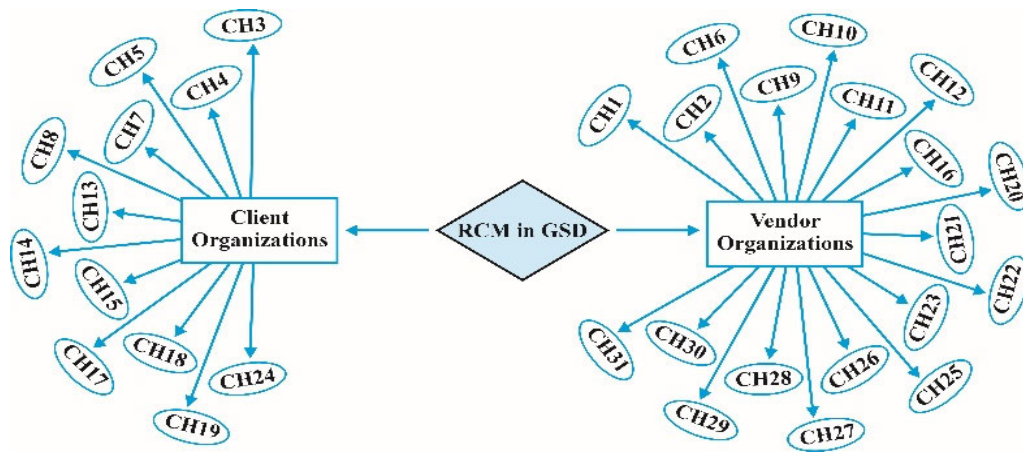 CH3
CH5
CH4
CH7
CH8
CH13
CH14
CH15
CH17
CH18
CH19
CH24
Client
Organizations
RCM in GSD
Vendor
Organizations
CH1
CH2
CH6
CH9
CH10
CH11
CH12
CH16
CH20
CH21
CH22
CH23
CH25
CH26
CH27
CH28
CH29
CH30
CH31